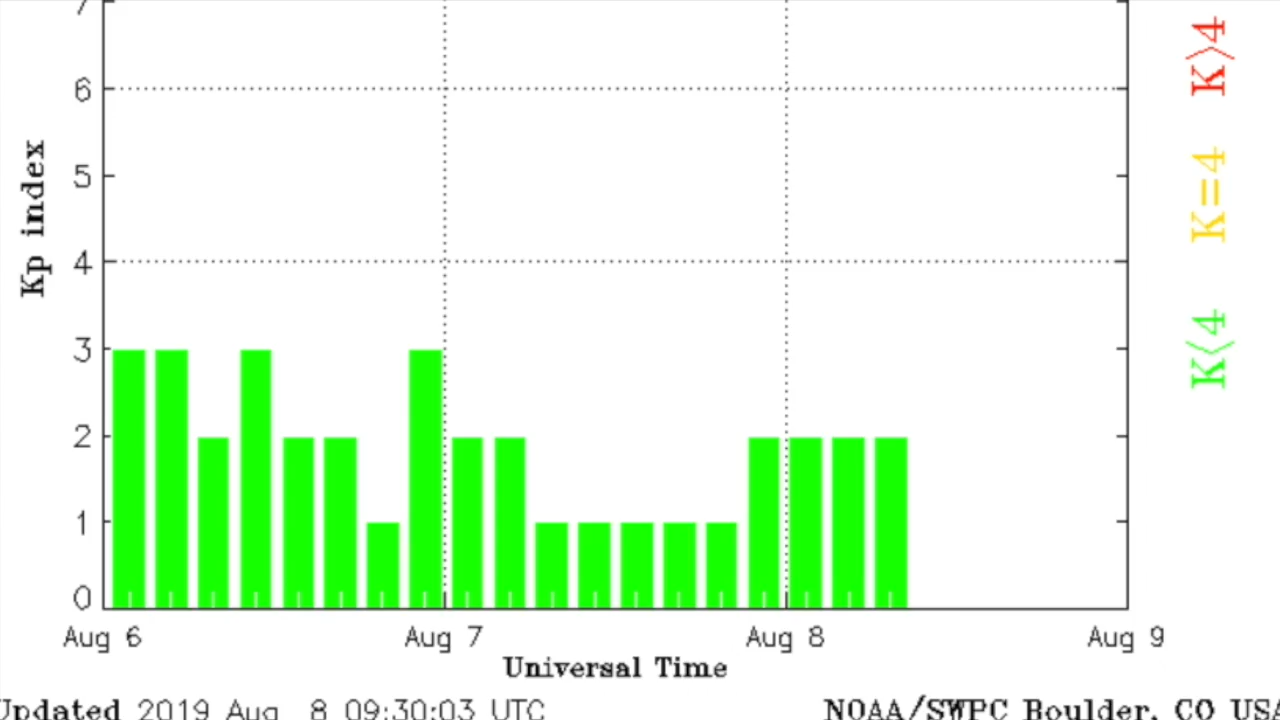 7
6
5
4
3
2
1
0
Kp index
Aug 6 Aug 7 Aug 8 Aug 9
Universal Time
Updated 2019 Aug 8 09:30:03 UTC
NOAA/SWPC Boulder, CO USA
K>4
K=4
K<4